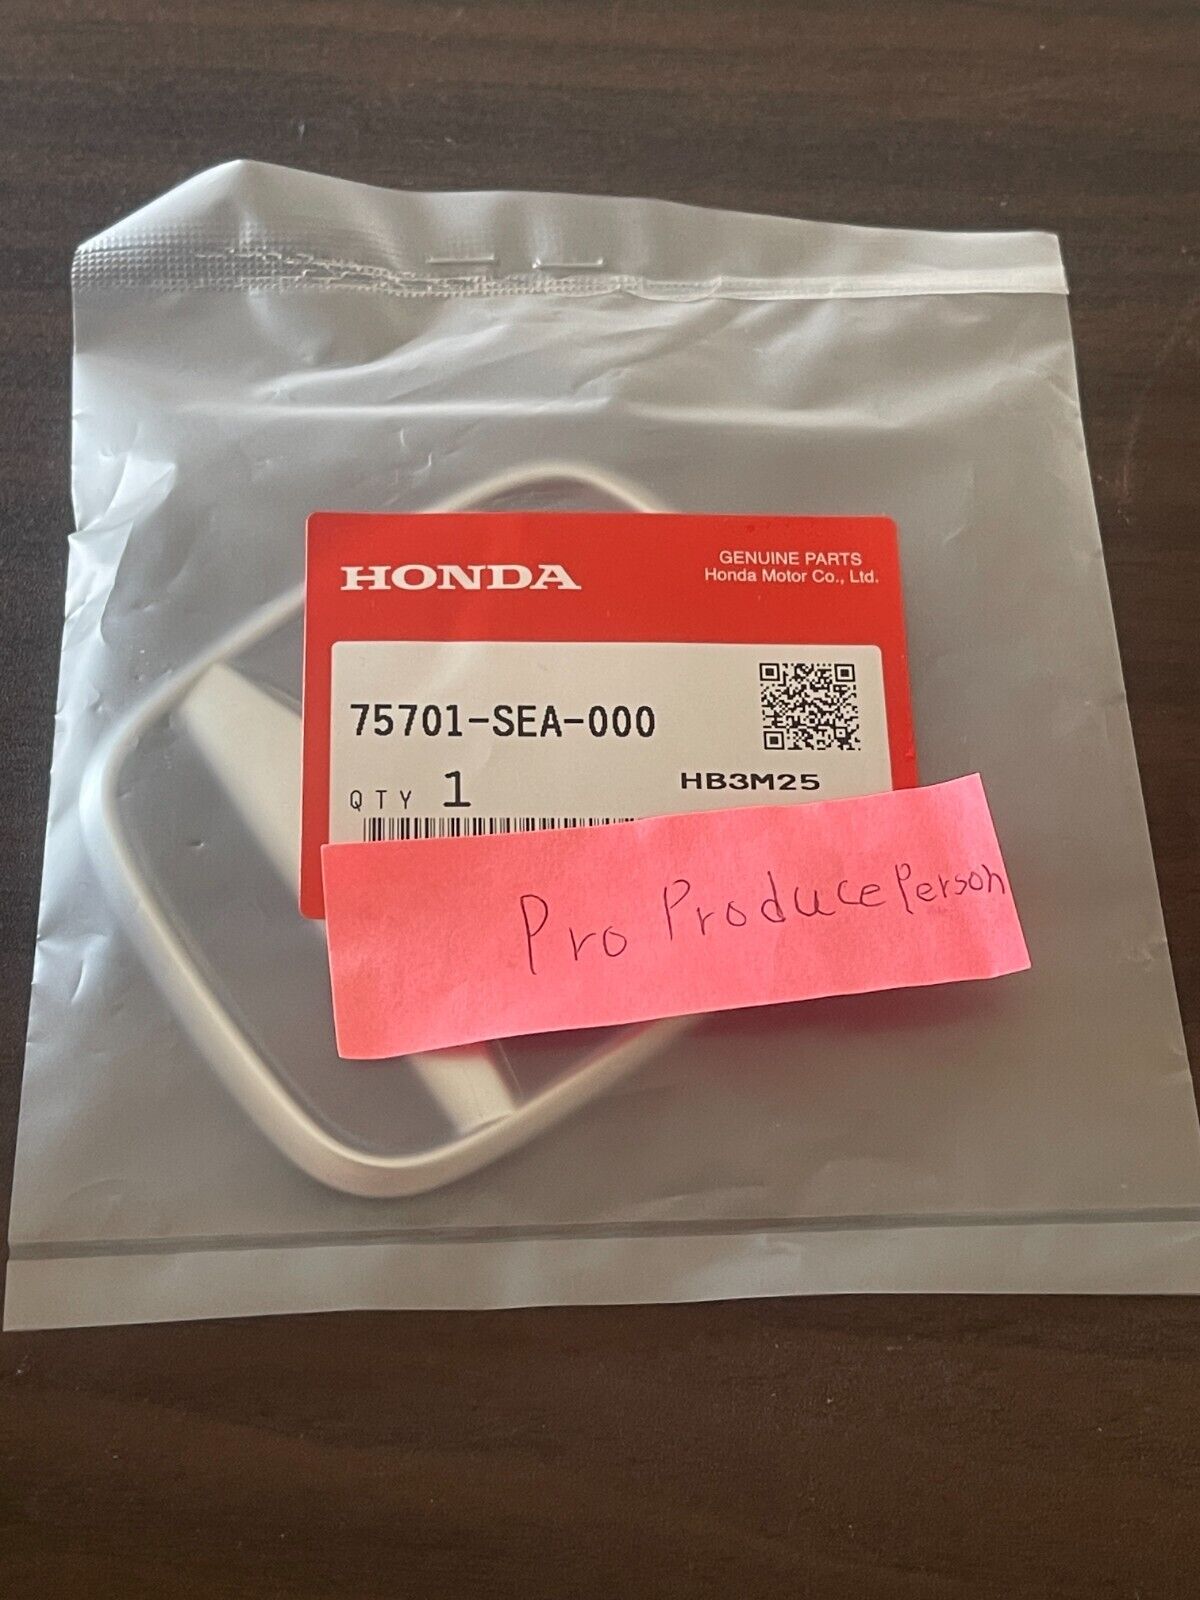 HONDA
GENUINE PARTS
Honda Motor Co., Ltd.
75701-SEA-000
QTY 1
HB3M25
Pro Produce Person